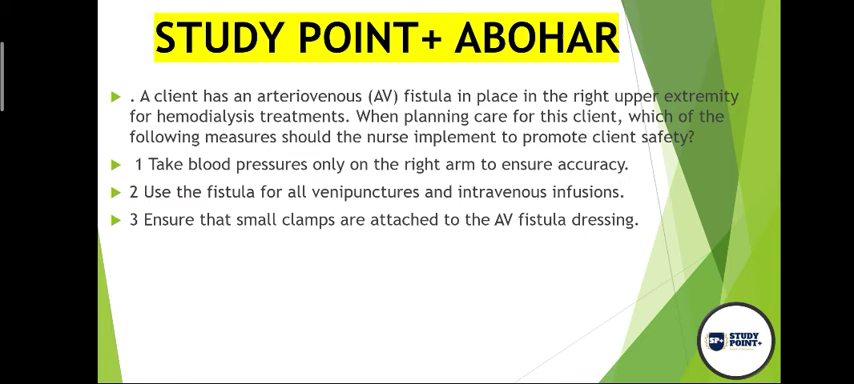 STUDY POINT+ ABOHAR
. A client has an arteriovenous (AV) fistula in place in the right upper extremity
for hemodialysis treatments. When planning care for this client, which of the
following measures should the nurse implement to promote client safety?
1 Take blood pressures only on the right arm to ensure accuracy.
2 Use the fistula for all venipunctures and intravenous infusions.
3 Ensure that small clamps are attached to the AV fistula dressing.
SP+
STUDY
POINT+